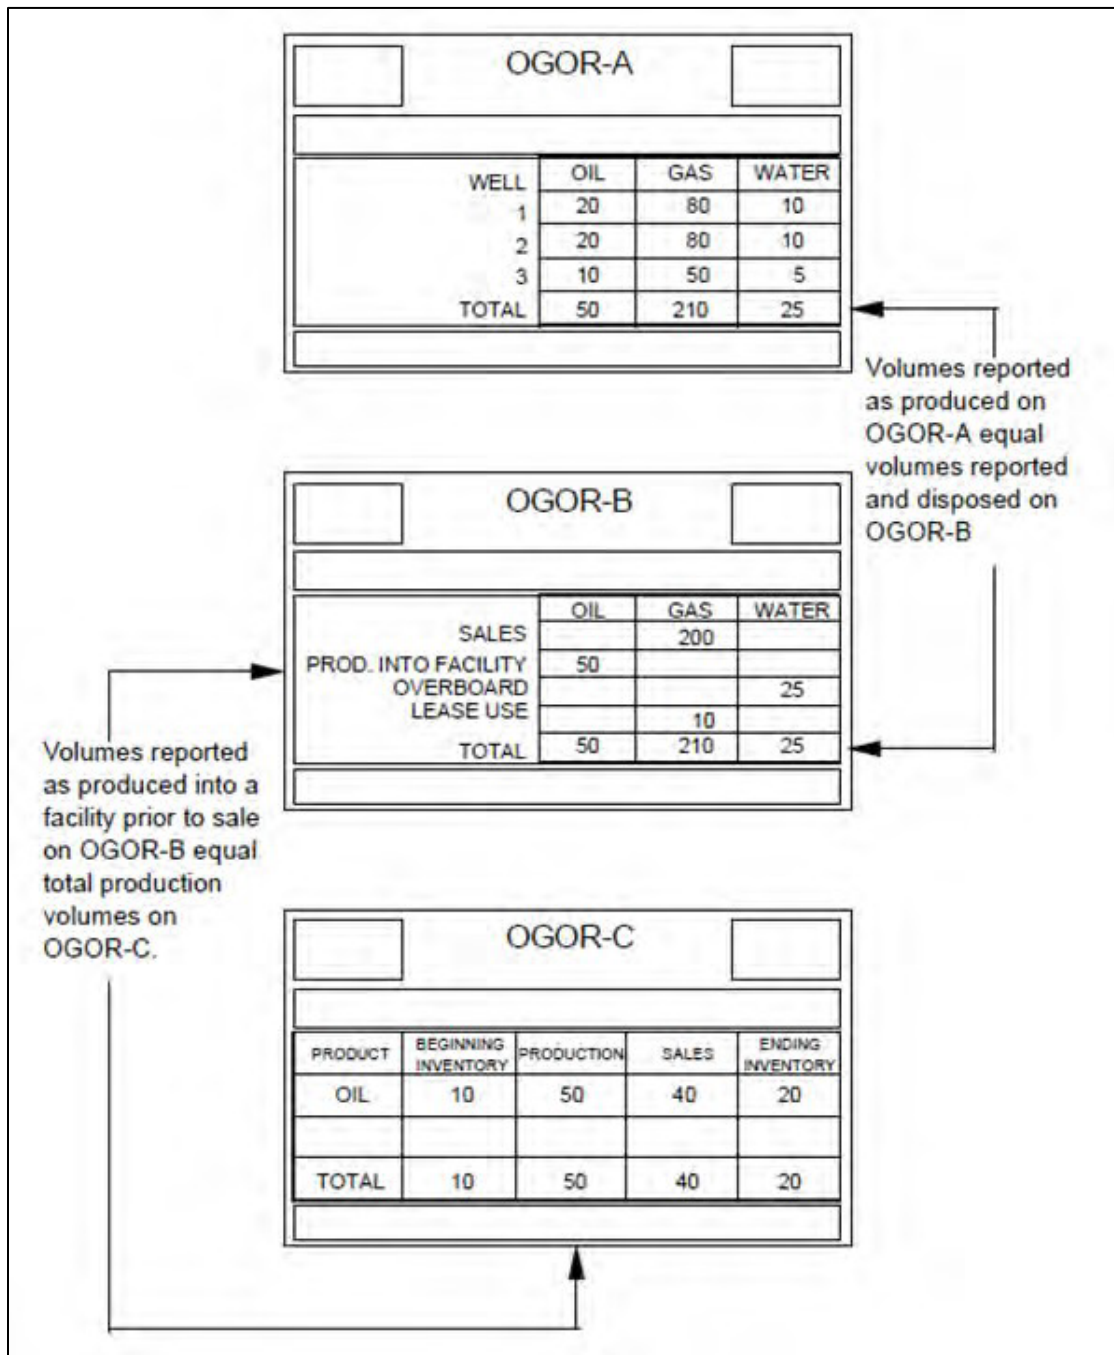 OGOR-A
WELL OIL GAS WATER
1 20 80 10
2 20 80 10
3 10 50 5
TOTAL 50 210 25
Volumes reported
as produced on
OGOR-A equal
volumes reported
and disposed on
OGOR-B
OGOR-B
OIL GAS WATER
SALES 200
PROD. INTO FACILITY 50
OVERBOARD 25
LEASE USE 10
TOTAL 50 210 25
Volumes reported
as produced into a
facility prior to sale
on OGOR-B equal
total production
volumes on
OGOR-C.
OGOR-C
PRODUCT BEGINNING INVENTORY PRODUCTION SALES ENDING INVENTORY
OIL 10 50 40 20
TOTAL 10 50 40 20